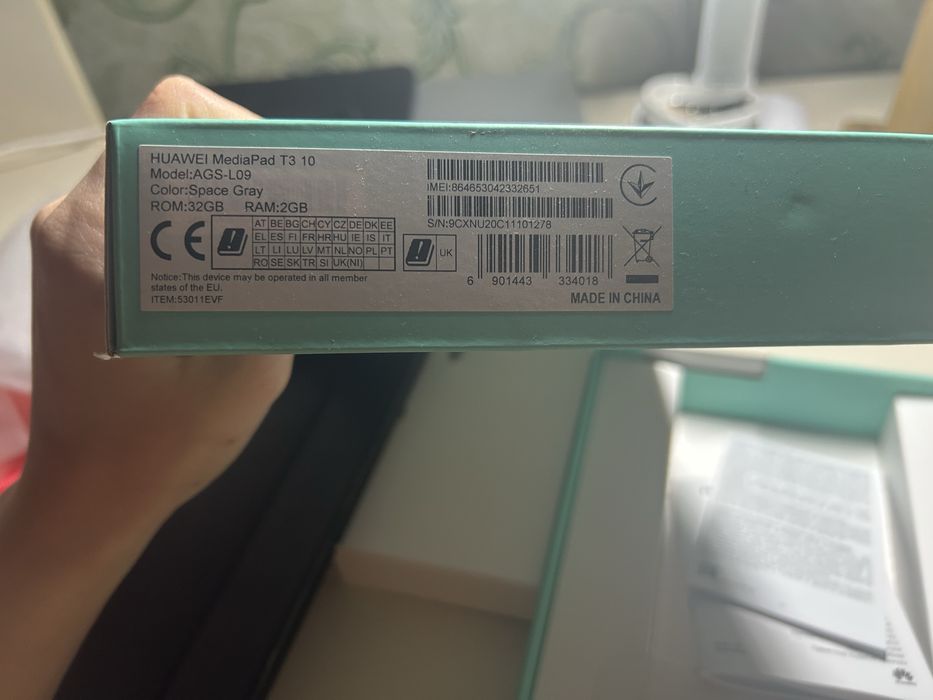 HUAWEI MediaPad T3 10
Model:AGS-L09
Color:Space Gray
ROM:32GB RAM:2GB
CE
AT BE BG CH CY CZ DE DK EE
EL ES FI FR HR HU IE IS IT
LT LI LU LV MT NL NO PL PT
RO SE SK TR SI UK(NI)
UK
Notice:This device may be operated in all member
states of the EU.
ITEM:53011EVF
IMEI:864653042332651
S/N:9CXNU20C11101278
6 901443 334018
MADE IN CHINA